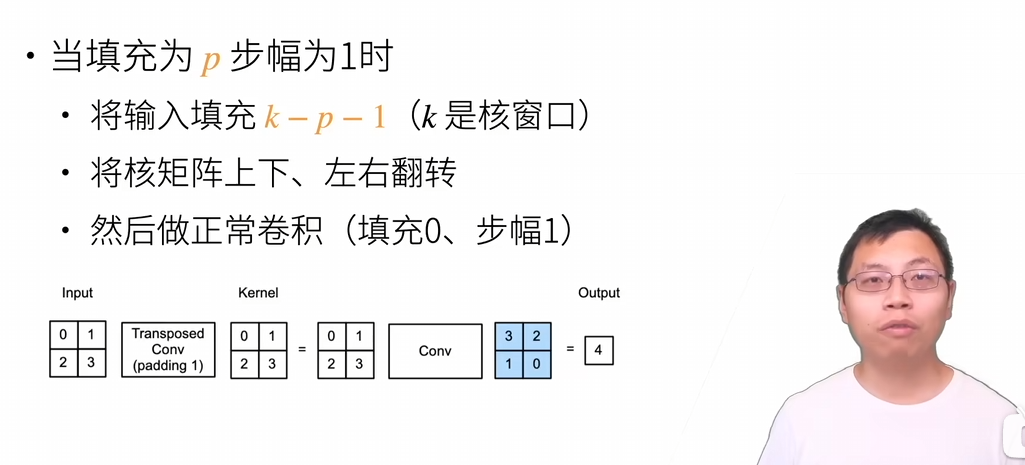 • 当填充为 p 步幅为1时
• 将输入填充 k − p − 1（k 是核窗口）
• 将核矩阵上下、左右翻转
• 然后做正常卷积（填充0、步幅1）
Input Kernel Output
0 1 Transposed 0 1 0 1 3 2
Conv = Conv = 4
2 3 (padding 1) 2 3 2 3 1 0